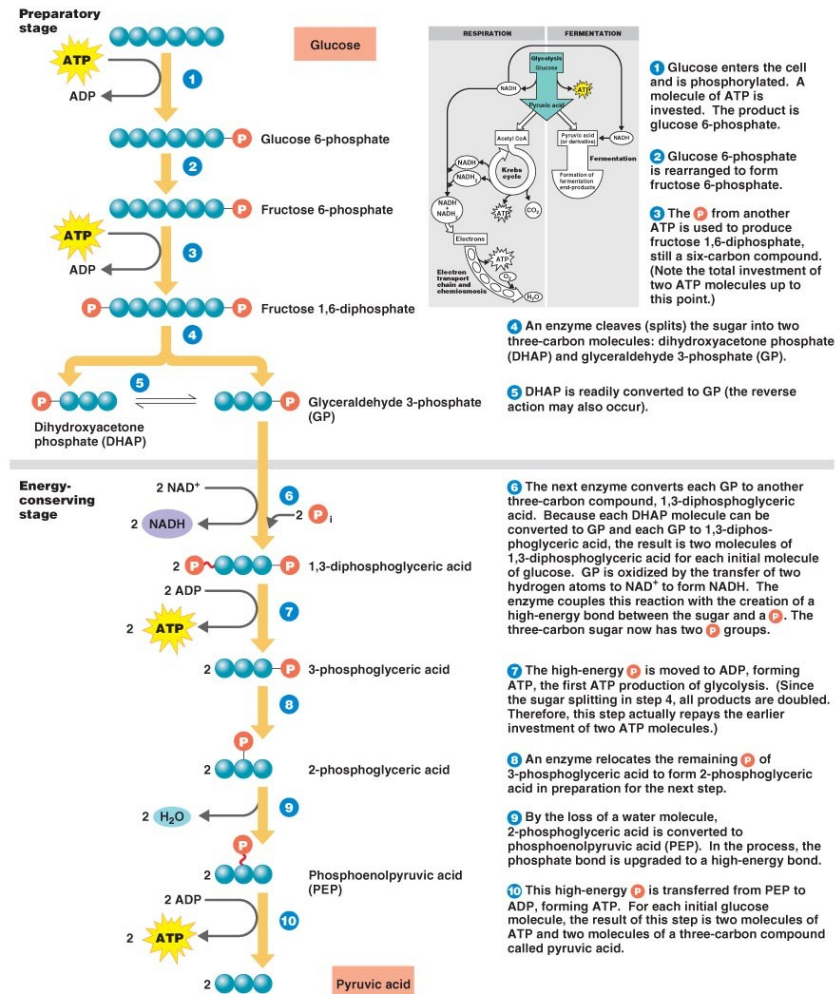 Preparatory
stage
Glucose
ATP
ADP
1
P
Glucose 6-phosphate
2
P
Fructose 6-phosphate
ATP
ADP
3
P
P
Fructose 1,6-diphosphate
4
5
P
P
Dihydroxyacetone
phosphate (DHAP)
Glyceraldehyde 3-phosphate
(GP)
RESPIRATION
FERMENTATION
Glycolysis
Glucose
NADH
ATP
Pyruvic acid
Acetyl CoA
Pyruvic acid
(or derivative)
NADH
Fermentation
NADH
NADH2
Krebs
cycle
Formation of
fermentation
end-products
ATP
CO2
NADH
+
Electrons
ATP
O2
Electron
transport
chain and
chemiosmosis
H2O
1 Glucose enters the cell
and is phosphorylated. A
molecule of ATP is
invested. The product is
glucose 6-phosphate.
2 Glucose 6-phosphate
is rearranged to form
fructose 6-phosphate.
3 The P from another
ATP is used to produce
fructose 1,6-diphosphate,
still a six-carbon compound.
(Note the total investment of
two ATP molecules up to
this point.)
4 An enzyme cleaves (splits) the sugar into two
three-carbon molecules: dihydroxyacetone phosphate
(DHAP) and glyceraldehyde 3-phosphate (GP).
5 DHAP is readily converted to GP (the reverse
action may also occur).
Energy-
conserving
stage
2 NAD+
2 NADH
6
2 Pi
2 P P
1,3-diphosphoglyceric acid
2 ADP
2 ATP
7
2 P
3-phosphoglyceric acid
8
P
2
2-phosphoglyceric acid
2 H2O
9
P
2
Phosphoenolpyruvic acid
(PEP)
2 ADP
2 ATP
10
2
Pyruvic acid
6 The next enzyme converts each GP to another
three-carbon compound, 1,3-diphosphoglyceric
acid. Because each DHAP molecule can be
converted to GP and each GP to 1,3-diphos-
phoglyceric acid, the result is two molecules of
1,3-diphosphoglyceric acid for each initial molecule
of glucose. GP is oxidized by the transfer of two
hydrogen atoms to NAD+ to form NADH. The
enzyme couples this reaction with the creation of a
high-energy bond between the sugar and a P. The
three-carbon sugar now has two P groups.
7 The high-energy P is moved to ADP, forming
ATP, the first ATP production of glycolysis. (Since
the sugar splitting in step 4, all products are doubled.
Therefore, this step actually repays the earlier
investment of two ATP molecules.)
8 An enzyme relocates the remaining P of
3-phosphoglyceric acid to form 2-phosphoglyceric
acid in preparation for the next step.
9 By the loss of a water molecule,
2-phosphoglyceric acid is converted to
phosphoenolpyruvic acid (PEP). In the process, the
phosphate bond is upgraded to a high-energy bond.
10 This high-energy P is transferred from PEP to
ADP, forming ATP. For each initial glucose
molecule, the result of this step is two molecules of
ATP and two molecules of a three-carbon compound
called pyruvic acid.